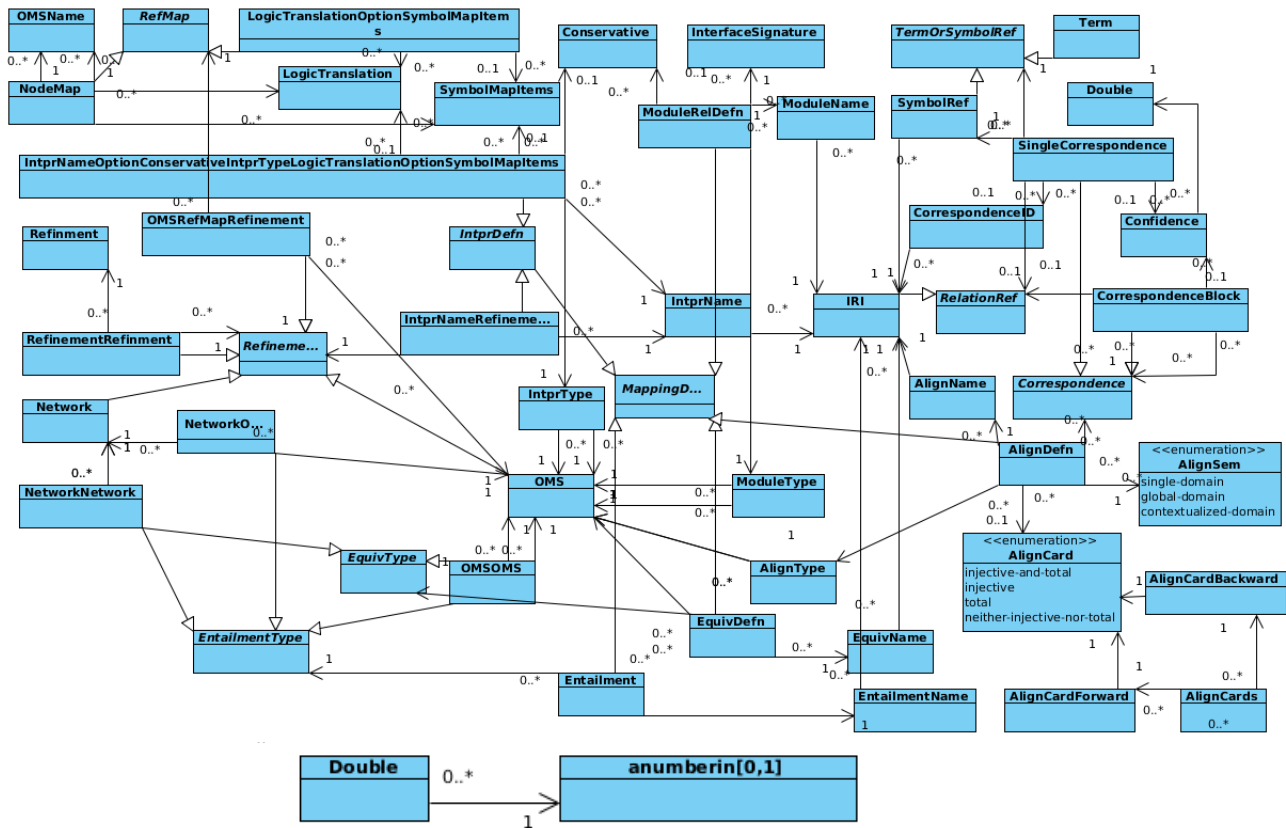 OMSName
RefMap
LogicTranslationOptionSymbolMapItem
s
Conservative
InterfaceSignature
TermOrSymbolRef
Term
NodeMap
LogicTranslation
SymbolMapItems
ModuleRelDefn
ModuleName
SymbolRef
Double
SingleCorrespondence
IntprNameOptionConservativeIntprTypeLogicTranslationOptionSymbolMapItems
Refinment
OMSRefMapRefinement
IntprDefn
CorrespondenceID
Confidence
RefinementRefinment
Refineme...
IntprNameRefineme...
IntprName
IRI
RelationRef
CorrespondenceBlock
Network
NetworkO...
IntprType
MappingD...
AlignName
Correspondence
NetworkNetwork
OMS
ModuleType
AlignDefn
<<enumeration>>
AlignSem
single-domain
global-domain
contextualized-domain
EquivType
OMSOMS
AlignType
<<enumeration>>
AlignCard
injective-and-total
injective
total
neither-injective-nor-total
AlignCardBackward
EntailmentType
EquivDefn
EquivName
Entailment
EntailmentName
AlignCardForward
AlignCards
Double
0..*
1
anumberin[0,1]